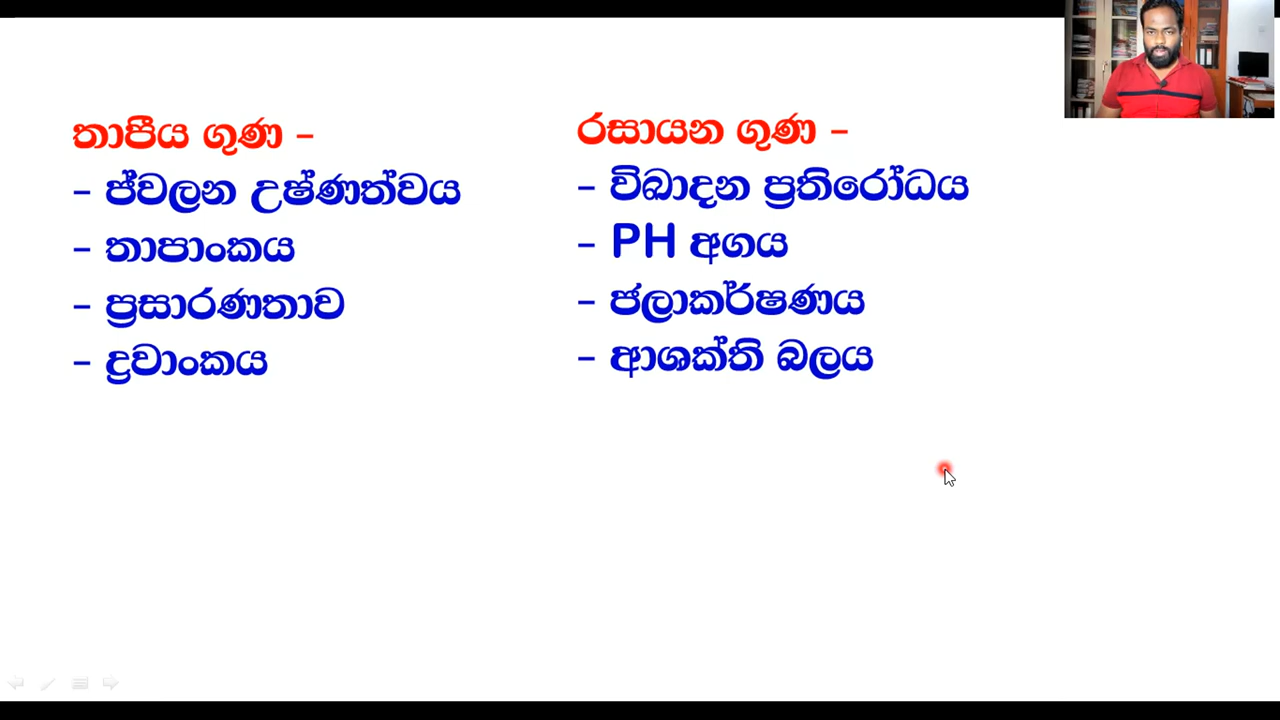 තාපීය ගුණ –
– ජ්වලන උෂ්ණත්වය
– තාපාංකය
– ප්‍රසාරණතාව
– ද්‍රවාංකය
රසායන ගුණ –
– විඛාදන ප්‍රතිරෝධය
– PH අගය
– ජලාකර්ෂණය
– ආශක්ති බලය